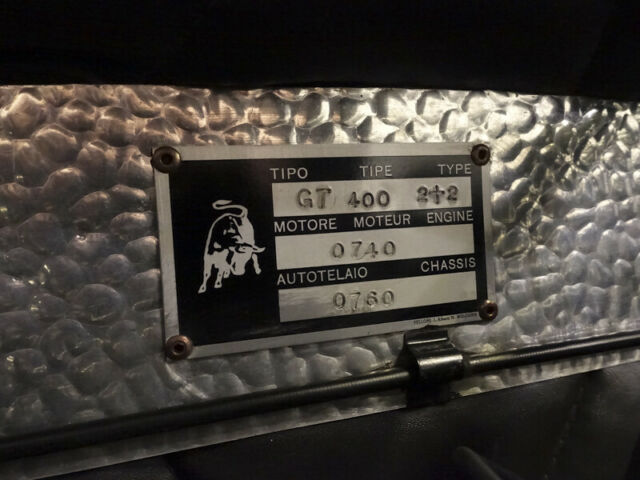 TIPO TIPE TYPE
GT/400 2+2
MOTORE MOTEUR ENGINE
0740
AUTOTELAIO CHASSIS
0760